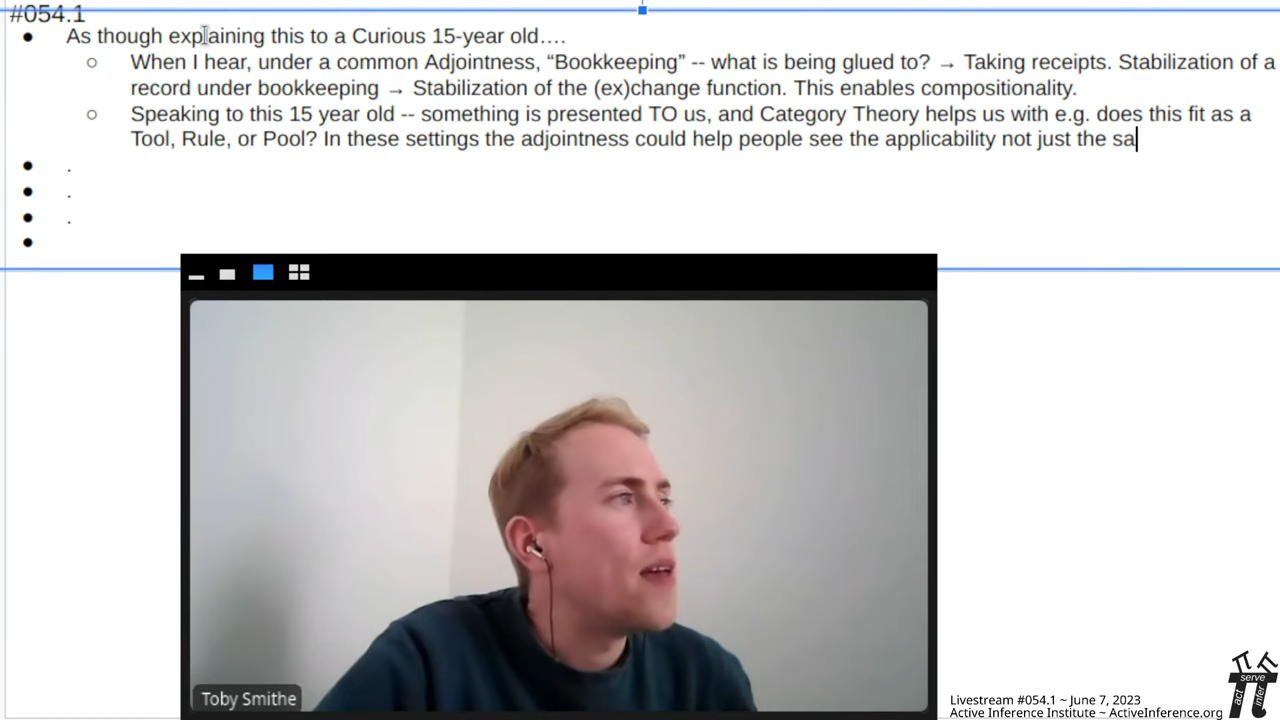 #054.1
● As though explaining this to a Curious 15-year old….
○ When I hear, under a common Adjointness, “Bookkeeping” -- what is being glued to? → Taking receipts. Stabilization of a
record under bookkeeping → Stabilization of the (ex)change function. This enables compositionality.
○ Speaking to this 15 year old -- something is presented TO us, and Category Theory helps us with e.g. does this fit as a
Tool, Rule, or Pool? In these settings the adjointness could help people see the applicability not just the sa
● .
● .
● .
●
Toby Smithe
Livestream #054.1 ~ June 7, 2023
Active Inference Institute ~ ActiveInference.org
π π
serve
act
infer